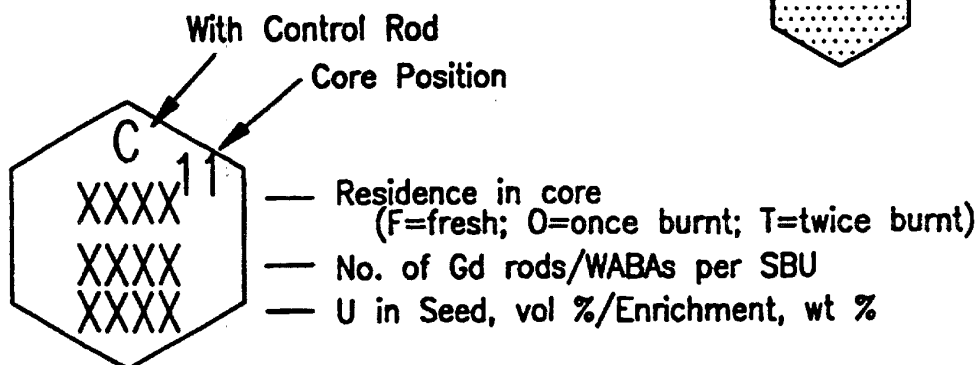 With Control Rod
Core Position
C
11
XXXX — Residence in core
(F=fresh; O=once burnt; T=twice burnt)
XXXX — No. of Gd rods/WABAs per SBU
XXXX — U in Seed, vol %/Enrichment, wt %